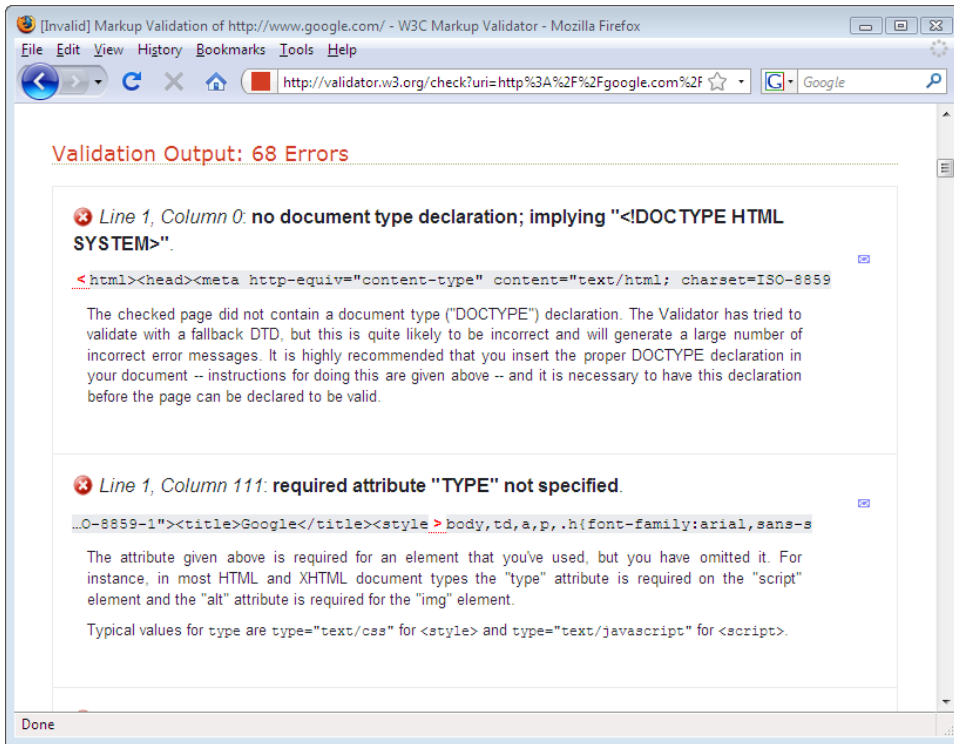 [Invalid] Markup Validation of http://www.google.com/ - W3C Markup Validator - Mozilla Firefox
File Edit View History Bookmarks Tools Help
http://validator.w3.org/check?uri=http%3A%2F%2Fgoogle.com%2F
G
Google
Validation Output: 68 Errors
Line 1, Column 0: no document type declaration; implying "<!DOCTYPE HTML
SYSTEM>".
<html><head><meta http-equiv="content-type" content="text/html; charset=ISO-8859
The checked page did not contain a document type ("DOCTYPE") declaration. The Validator has tried to
validate with a fallback DTD, but this is quite likely to be incorrect and will generate a large number of
incorrect error messages. It is highly recommended that you insert the proper DOCTYPE declaration in
your document -- instructions for doing this are given above -- and it is necessary to have this declaration
before the page can be declared to be valid.
Line 1, Column 111: required attribute "TYPE" not specified.
…O-8859-1"><title>Google</title><style>body,td,a,p,.h{font-family:arial,sans-s
The attribute given above is required for an element that you've used, but you have omitted it. For
instance, in most HTML and XHTML document types the "type" attribute is required on the "script"
element and the "alt" attribute is required for the "img" element.
Typical values for type are type="text/css" for <style> and type="text/javascript" for <script>.
Done